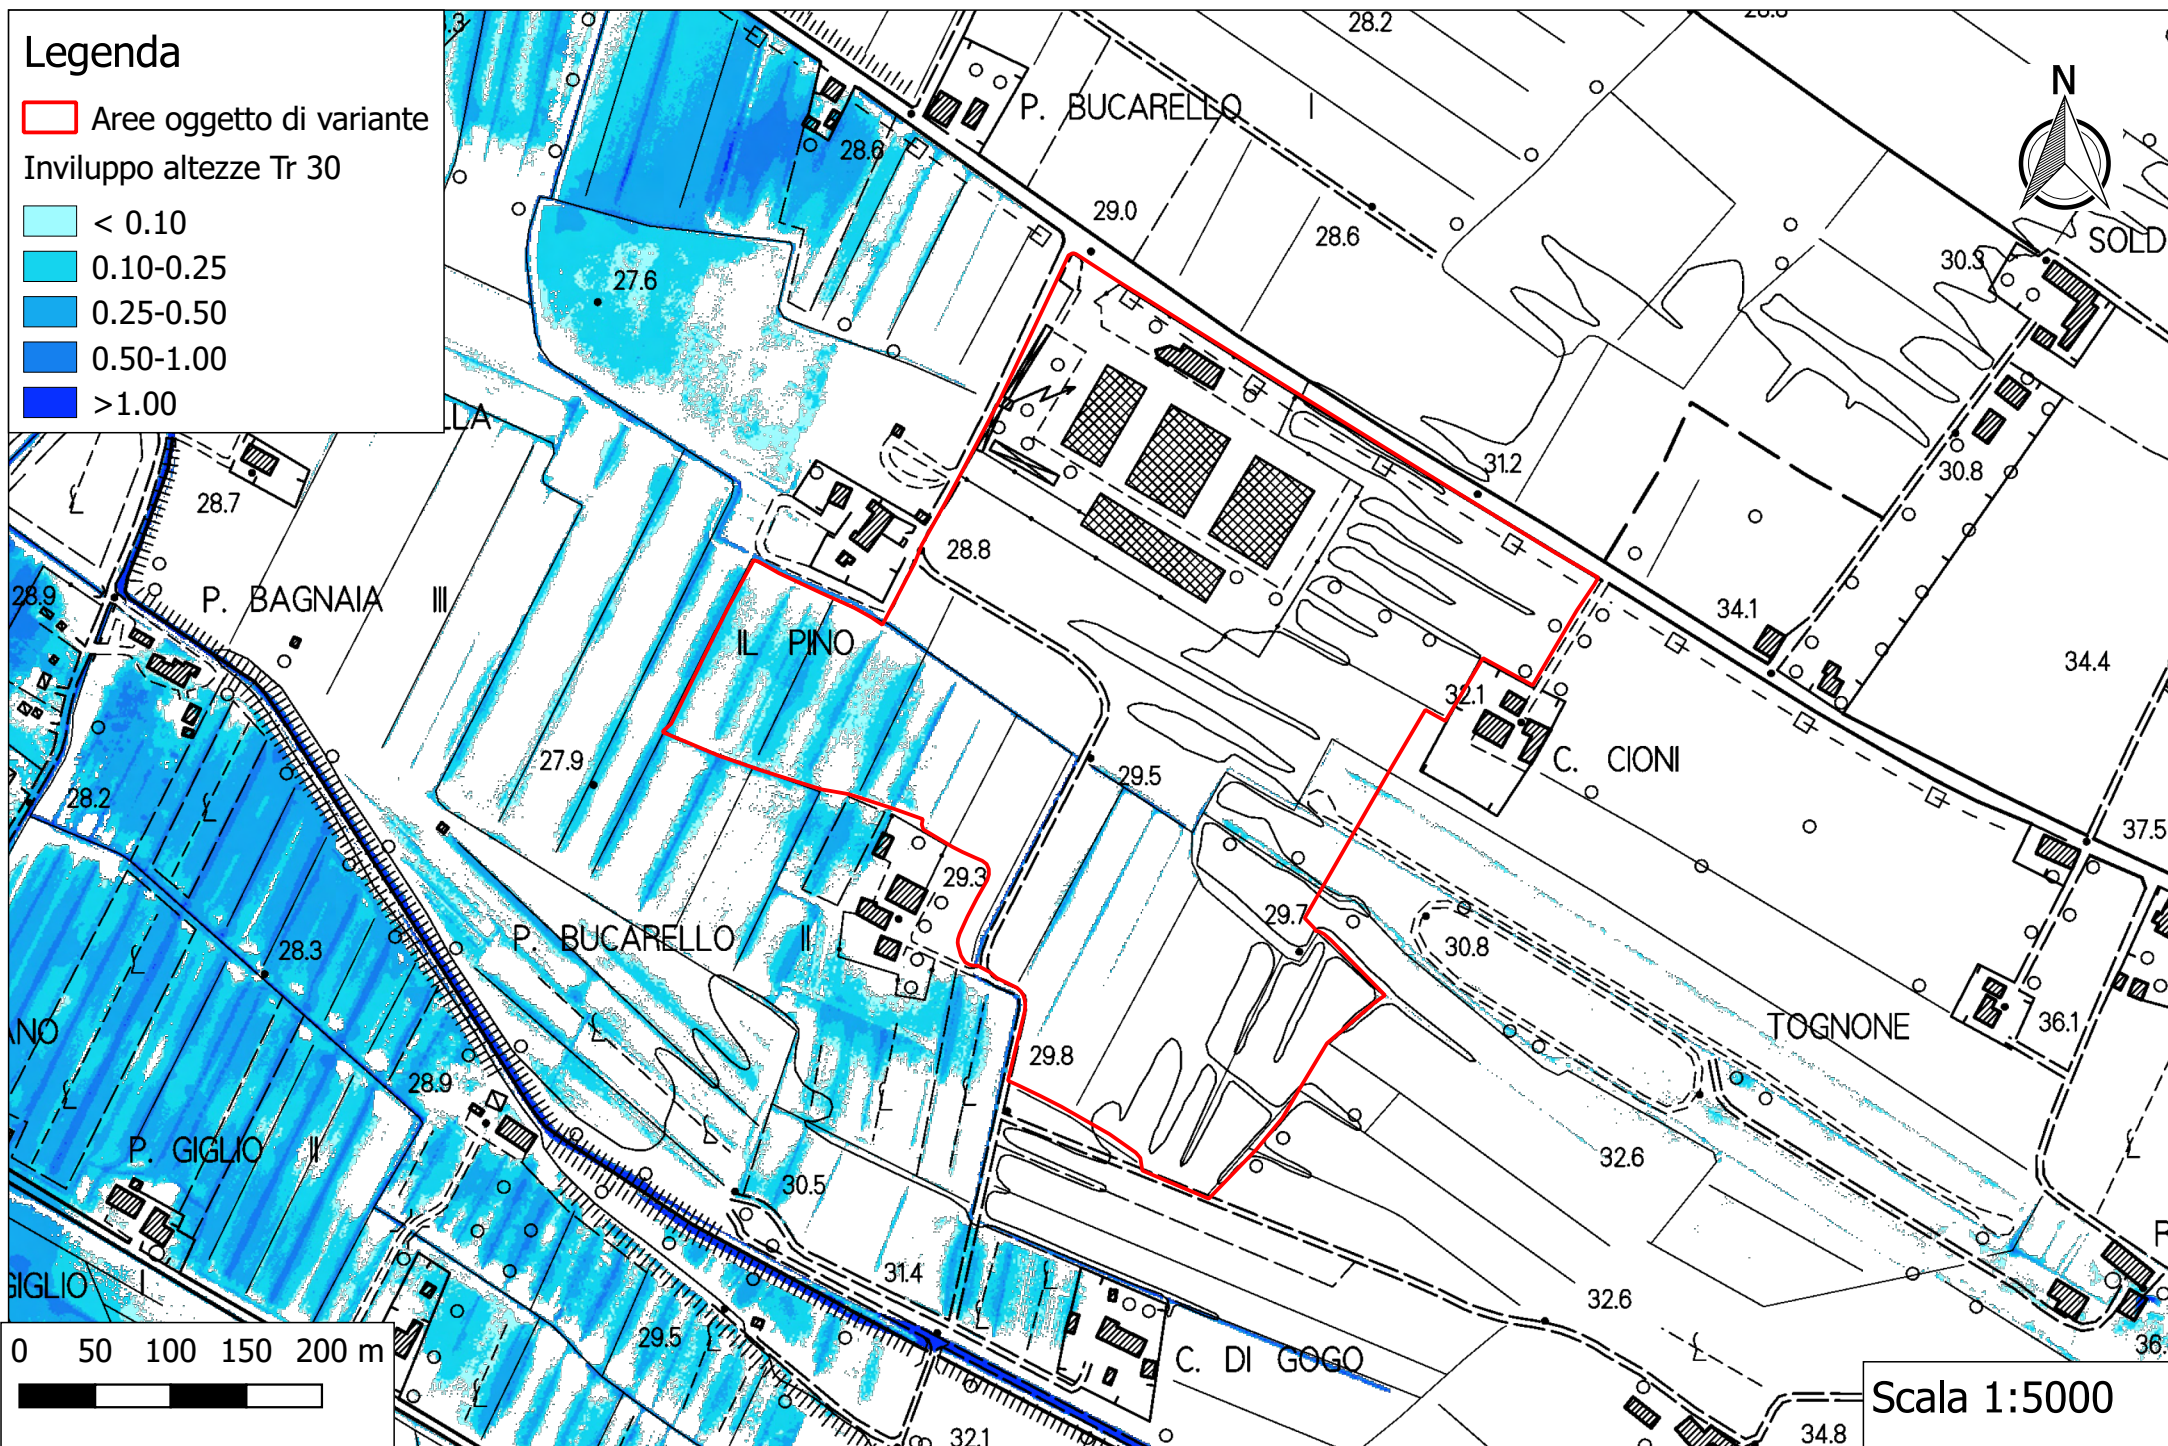 Legenda
Aree oggetto di variante
Inviluppo altezze Tr 30
< 0.10
0.10-0.25
0.25-0.50
0.50-1.00
>1.00
28.2
N
P. BUCARELLO I
28.6
29.0
28.6
SOLD
30.3
27.6
LLA
31.2
30.8
28.7
28.8
28.9
P. BAGNAIA III
34.1
IL PINO
34.4
32.1
27.9
C. CIONI
29.5
28.2
37.5
29.3
29.7
P. BUCARELLO II
30.8
28.3
TOGNONE
36.1
ANO
29.8
28.9
P. GIGLIO II
32.6
30.5
31.4
GIGLIO I
32.6
29.5
36
C. DI GOGO
0 50 100 150 200 m
Scala 1:5000
32.1
34.8